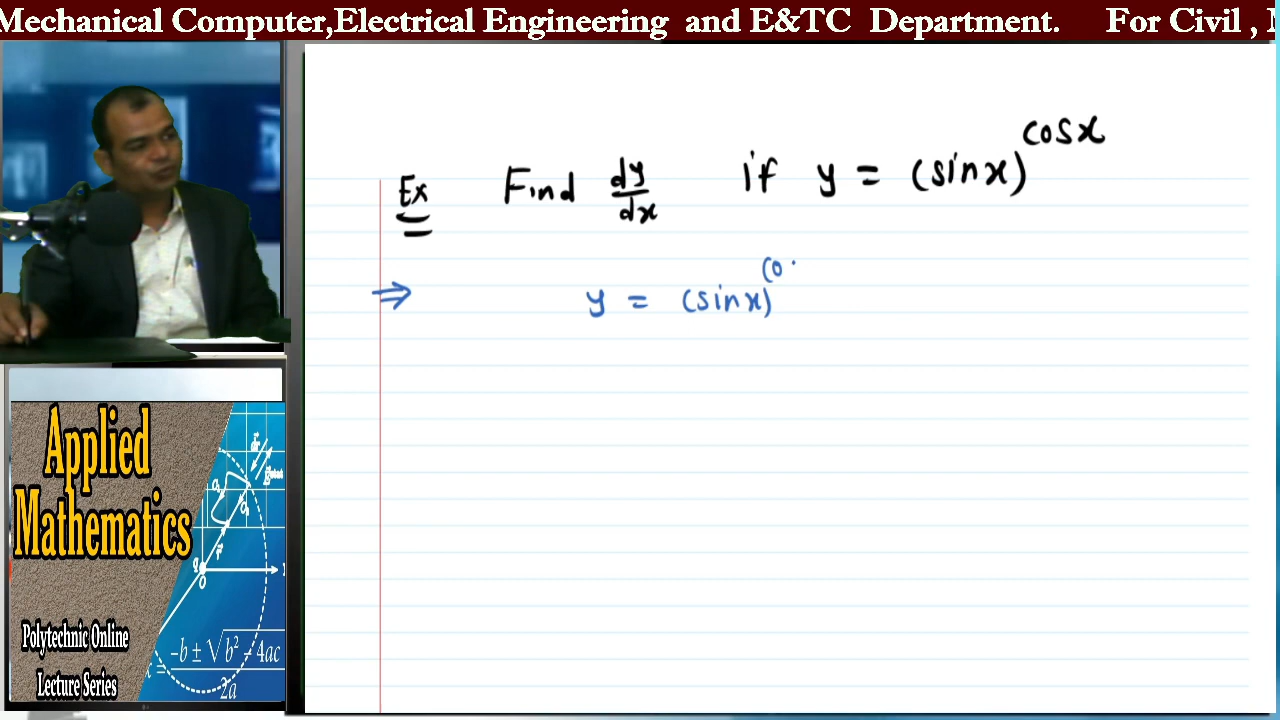 Mechanical Computer,Electrical Engineering and E&TC Department. For Civil ,
Ex Find dy/dx if y = (sinx)^cosx
⇒ y = (sinx)^(o
Applied
Mathematics
Polytechnic Online
Lecture Series
-b ± √b² - 4ac
2a